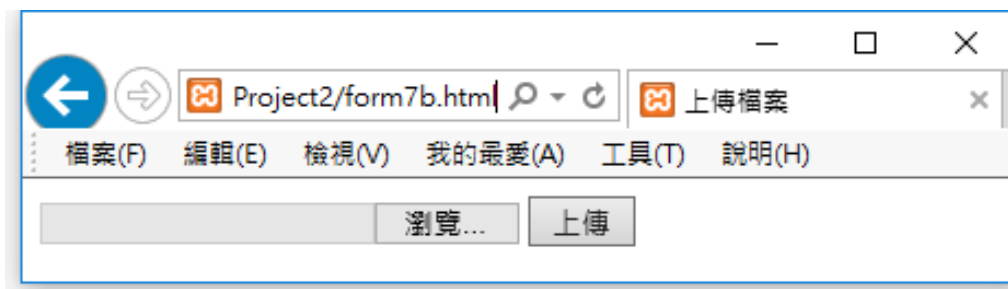 Project2/form7b.html 上傳檔案
檔案(F) 編輯(E) 檢視(V) 我的最愛(A) 工具(T) 說明(H)
瀏覽... 上傳